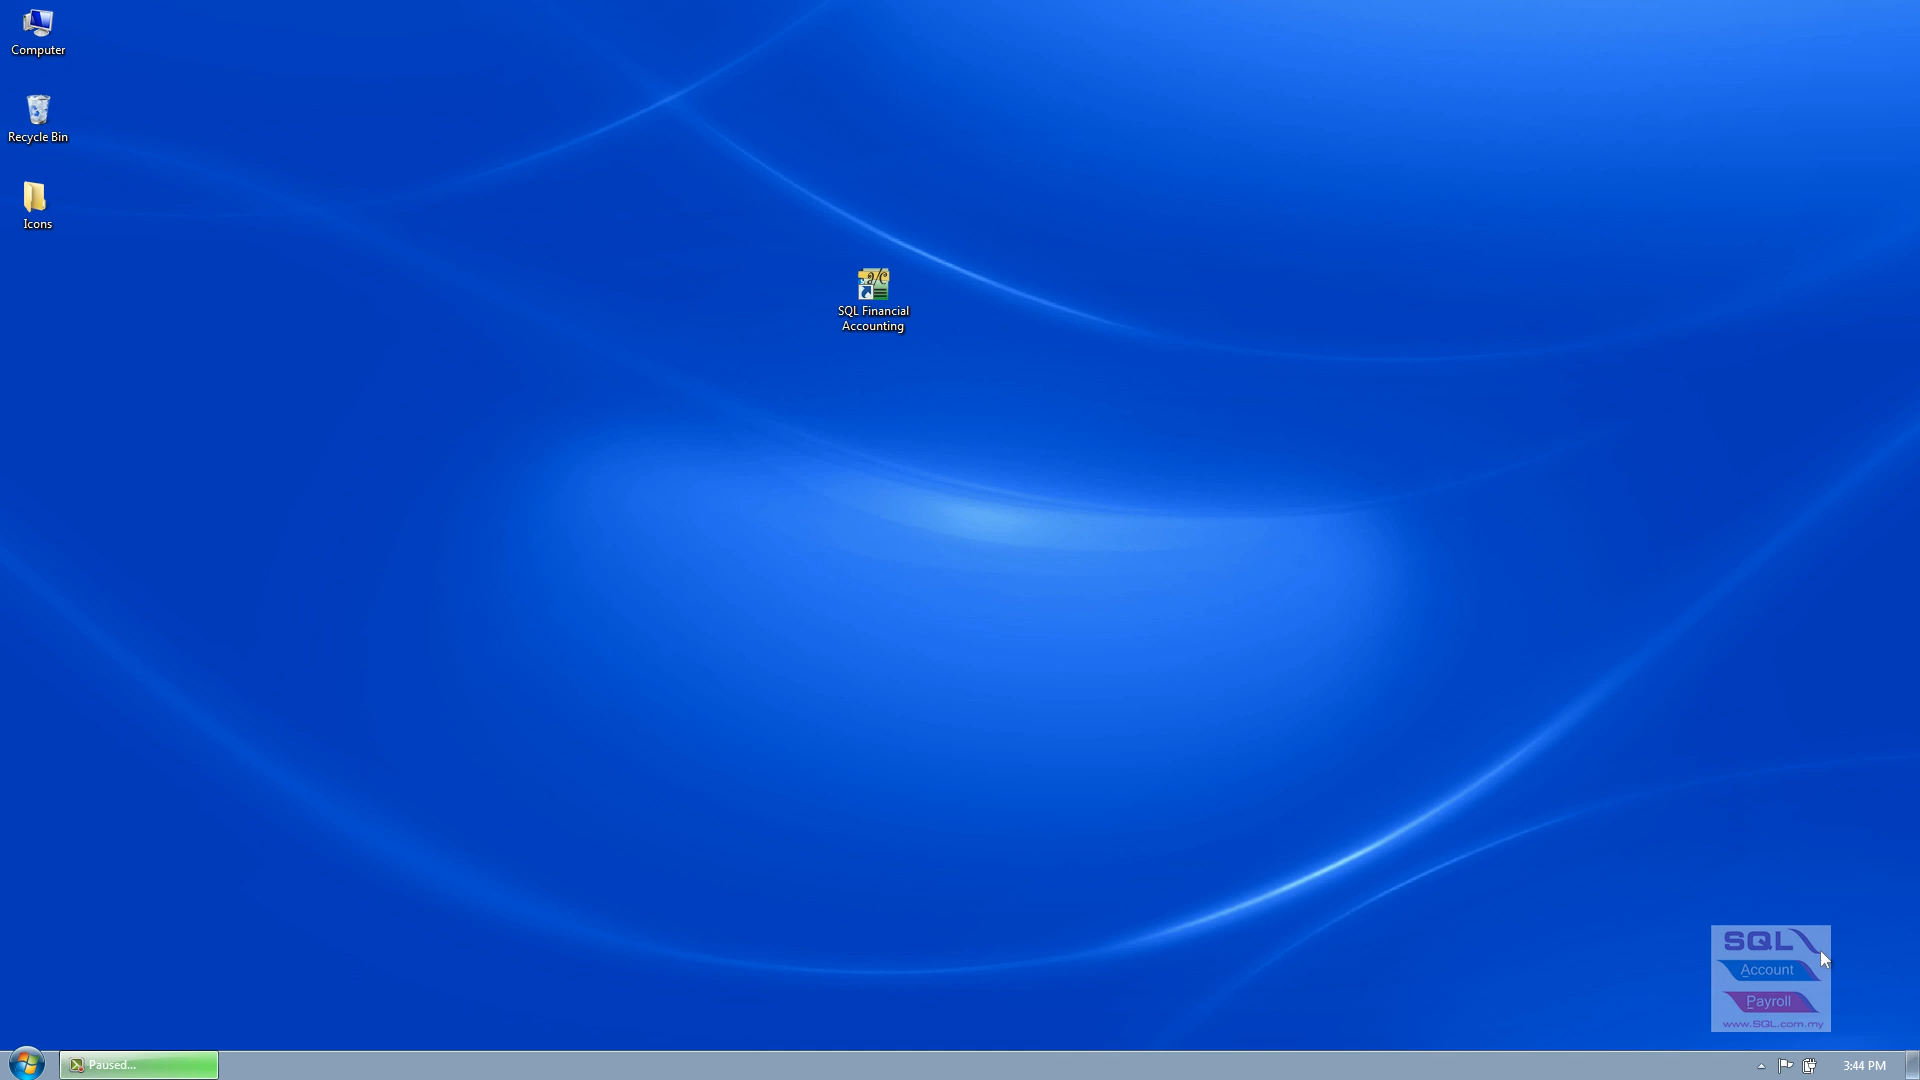 Computer
Recycle Bin
Icons
SQL Financial
Accounting
SQL
Account
Payroll
www.SQL.com.my
Paused...
3:44 PM